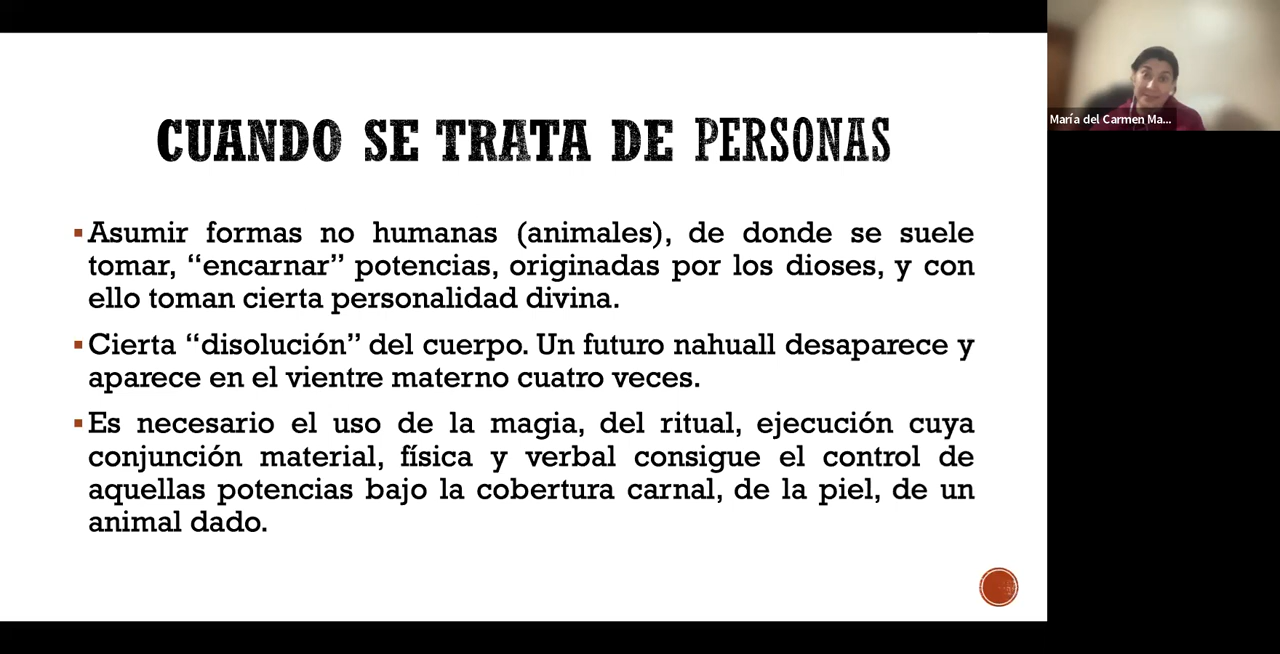 CUANDO SE TRATA DE PERSONAS
María del Carmen Ma...
▪Asumir formas no humanas (animales), de donde se suele
tomar, “encarnar” potencias, originadas por los dioses, y con
ello toman cierta personalidad divina.
▪Cierta “disolución” del cuerpo. Un futuro nahuall desaparece y
aparece en el vientre materno cuatro veces.
▪Es necesario el uso de la magia, del ritual, ejecución cuya
conjunción material, física y verbal consigue el control de
aquellas potencias bajo la cobertura carnal, de la piel, de un
animal dado.